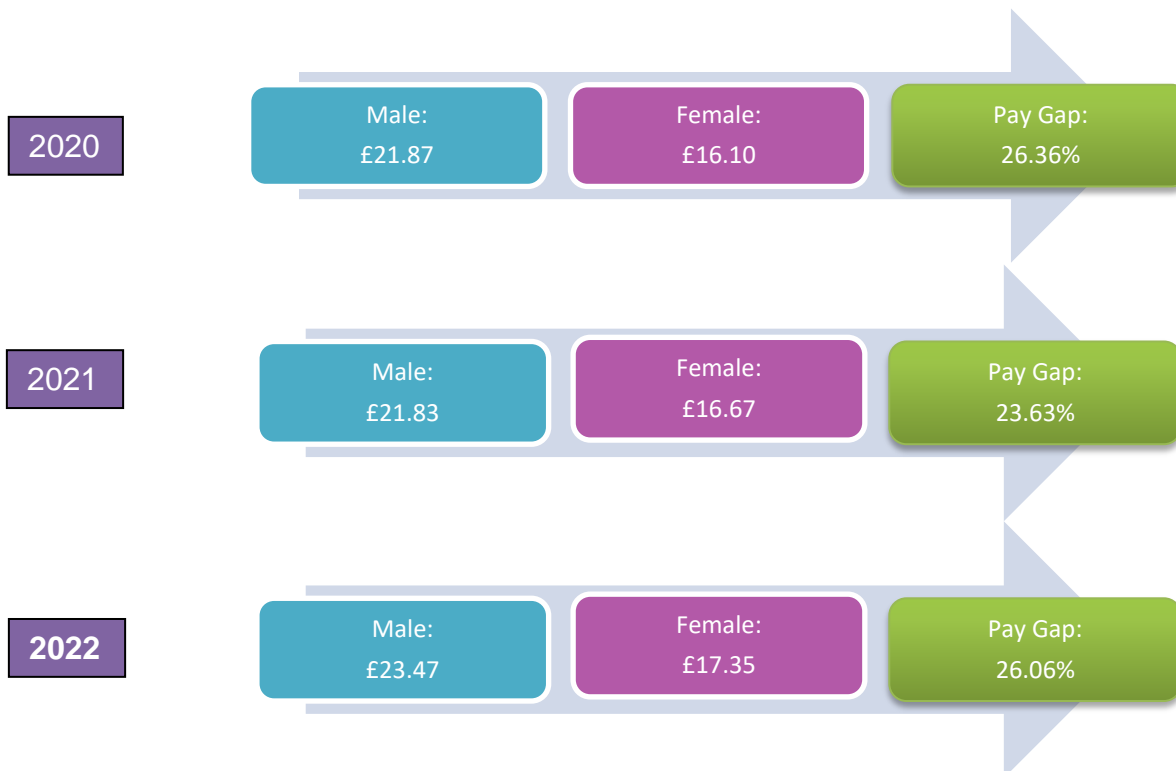 2020
Male:
£21.87
Female:
£16.10
Pay Gap:
26.36%
2021
Male:
£21.83
Female:
£16.67
Pay Gap:
23.63%
2022
Male:
£23.47
Female:
£17.35
Pay Gap:
26.06%